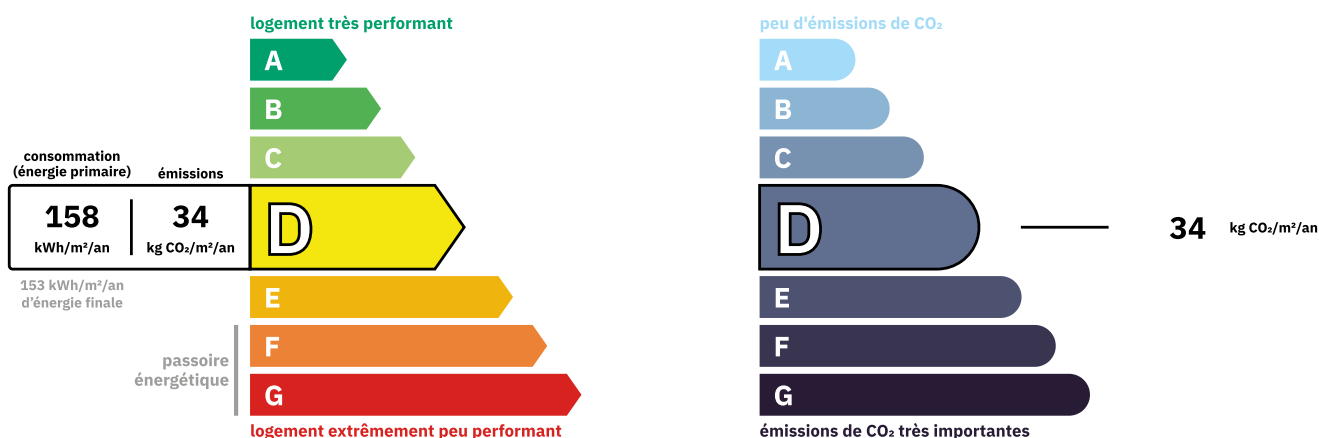 logement très performant
A
B
C
consommation
(énergie primaire)
émissions
158
kWh/m²/an
34
kg CO₂/m²/an
D
153 kWh/m²/an
d'énergie finale
E
F
passoire
énergétique
G
logement extrêmement peu performant
peu d'émissions de CO₂
A
B
C
D
34 kg CO₂/m²/an
E
F
G
émissions de CO₂ très importantes